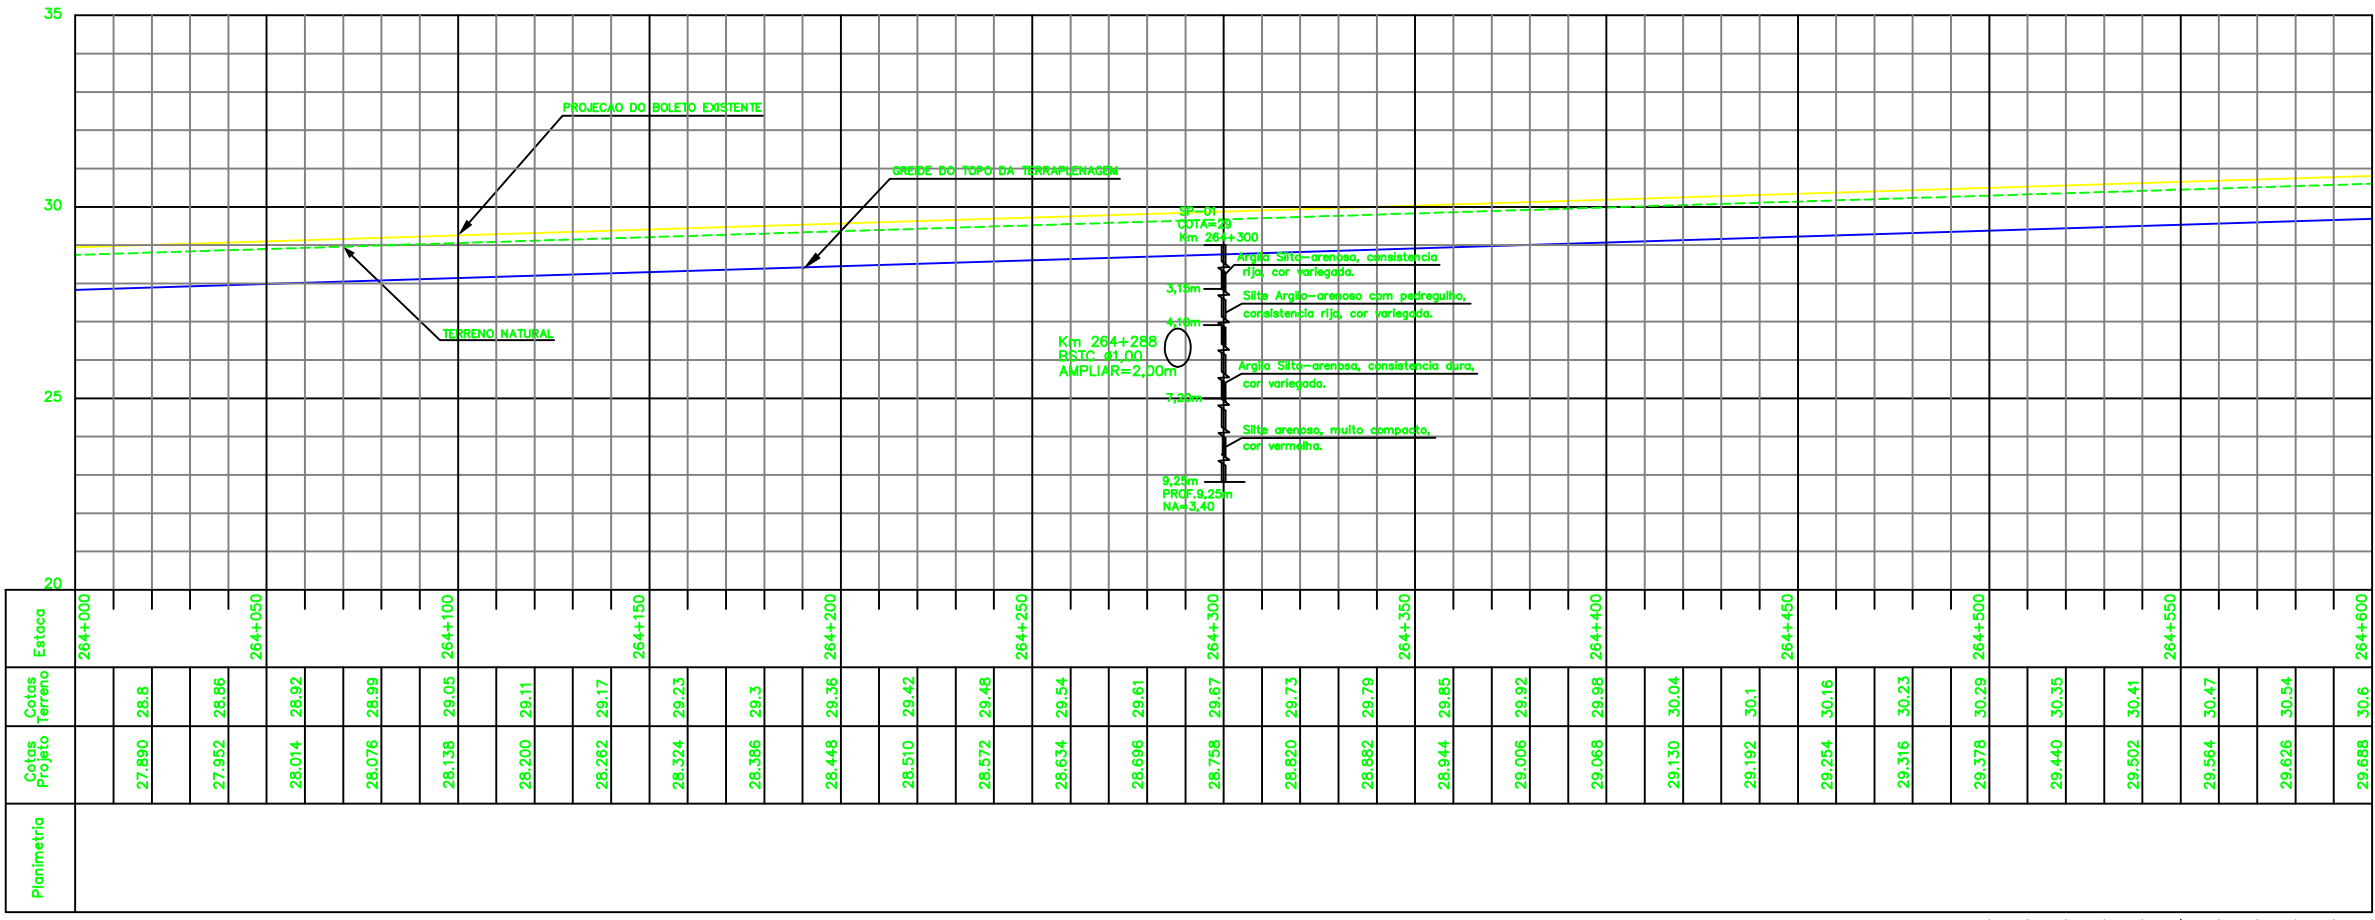 35
PROJECAO DO BOLETO EXISTENTE
GREIDE DO TOPO DA TERRAPLENAGEM
30
SP-01
COTA=29
Km 264+300
Argila Silto-arenosa, consistencia
rija, cor variegada.
3,15m
Silte Argilo-arenoso com pedregulho,
consistencia rija, cor variegada.
4,10m
TERRENO NATURAL
Km 264+288
BSTC ø1,00
AMPLIAR=2,00m
Argila Silto-arenosa, consistencia dura,
cor variegada.
25
7,20m
Silte arenoso, muito compacto,
cor vermelha.
9,25m
PROF.9,25m
NA=3,40
20
Estaca
264+000
264+050
264+100
264+150
264+200
264+250
264+300
264+350
264+400
264+450
264+500
264+550
264+600
Cotas
Terreno
28.8
28.86
28.92
28.99
29.05
29.11
29.17
29.23
29.3
29.36
29.42
29.48
29.54
29.61
29.67
29.73
29.79
29.85
29.92
29.98
30.04
30.1
30.16
30.23
30.29
30.35
30.41
30.47
30.54
30.6
Cotas
Projeto
27.890
27.952
28.014
28.076
28.138
28.200
28.262
28.324
28.386
28.448
28.510
28.572
28.634
28.696
28.758
28.820
28.882
28.944
29.006
29.068
29.130
29.192
29.254
29.316
29.378
29.440
29.502
29.564
29.626
29.688
Planimetria